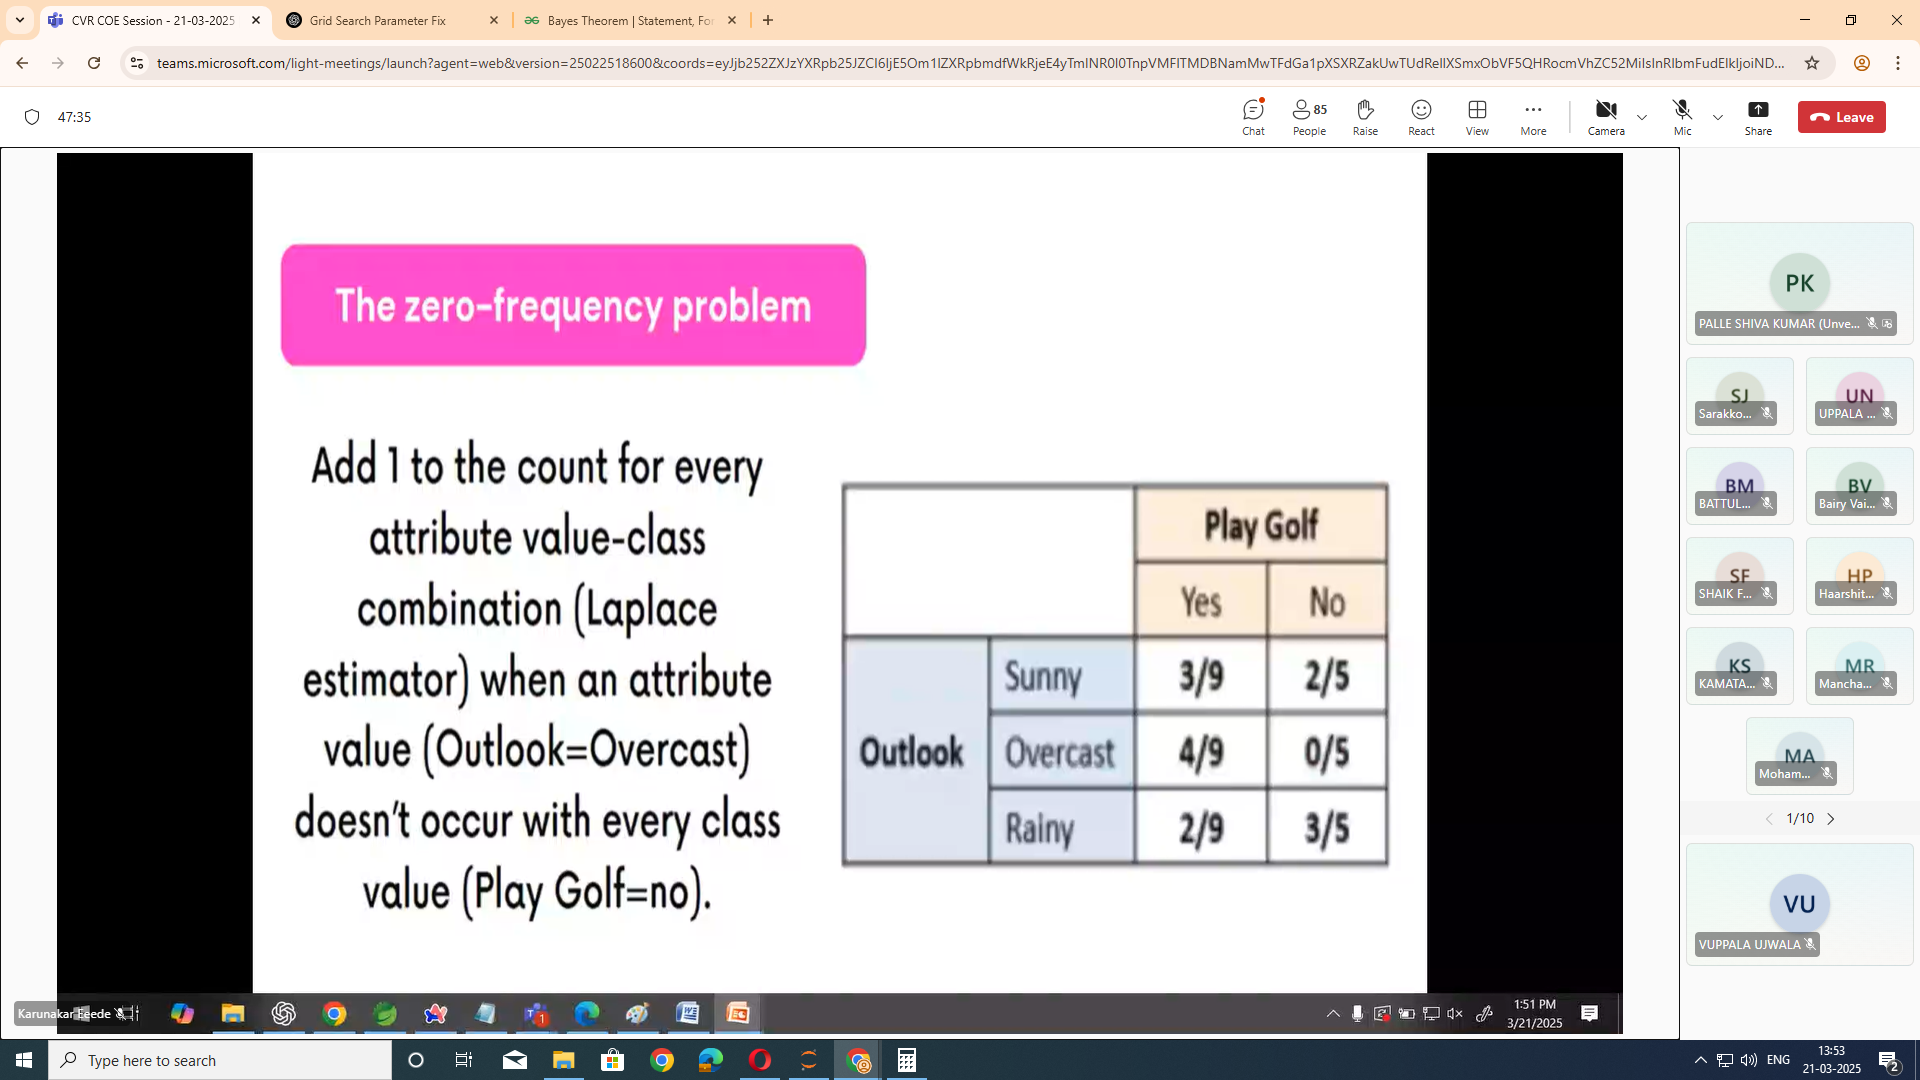 CVR COE Session - 21-03-2025
Grid Search Parameter Fix
Bayes Theorem | Statement, For
teams.microsoft.com/light-meetings/launch?agent=web&version=25022518600&coords=
47:35
Chat
85
People
Raise
React
View
More
Camera
Mic
Share
Leave
The zero-frequency problem
Add 1 to the count for every
attribute value-class
combination (Laplace
estimator) when an attribute
value (Outlook=Overcast)
doesn't occur with every class
value (Play Golf=no).
Play Golf
Yes No
Outlook
Sunny 3/9 2/5
Overcast 4/9 0/5
Rainy 2/9 3/5
PK
PALLE SHIVA KUMAR (Unve...
SJ
Sarakko...
UN
UPPALA ...
BM
BATTUL...
BV
Bairy Vai...
SF
SHAIK F...
HP
Haarshit...
KS
KAMATA...
MR
Mancha...
MA
Moham...
1/10
VU
VUPPALA UJWALA
Karunakar Eeede
1:51 PM
3/21/2025
Type here to search
ENG
13:53
21-03-2025
2